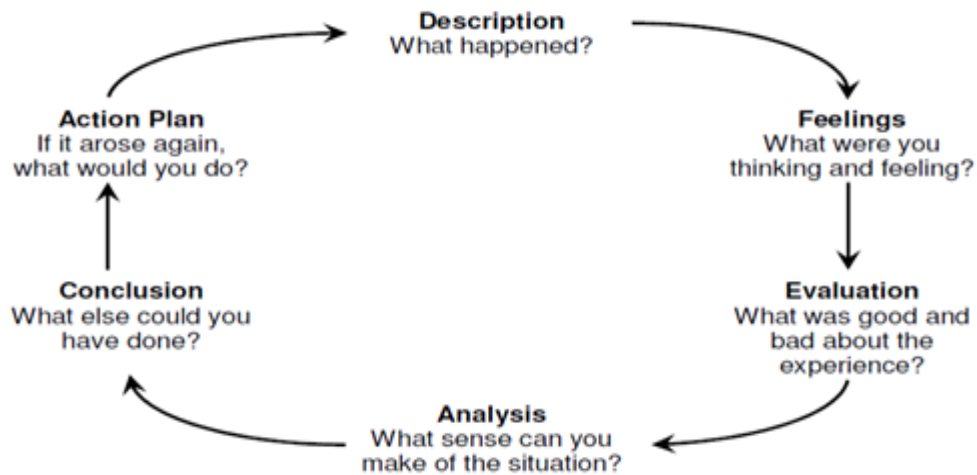 Description
What happened?
Feelings
What were you
thinking and feeling?
Evaluation
What was good and
bad about the
experience?
Analysis
What sense can you
make of the situation?
Conclusion
What else could you
have done?
Action Plan
If it arose again,
what would you do?